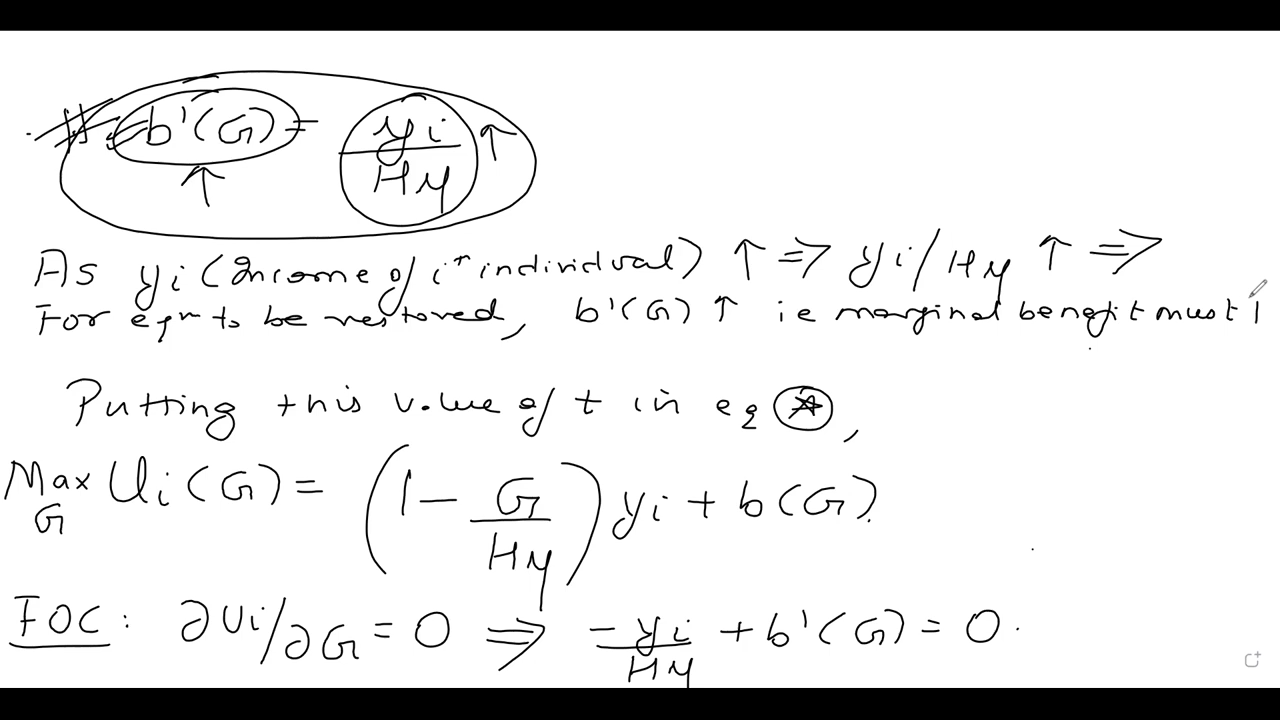 b'(G) = yi/Hy ↑
↑
As yi (Income of ith individual) ↑ ⇒ yi/Hy ↑ ⇒
For eqm to be restored, b'(G) ↑ ie marginal benefit must
Putting this value of t in eq ⊛,
Max Ui(G) = (1 - G/Hy) yi + b(G)
G
FOC: ∂Ui/∂G = 0 ⇒ -yi/Hy + b'(G) = 0.